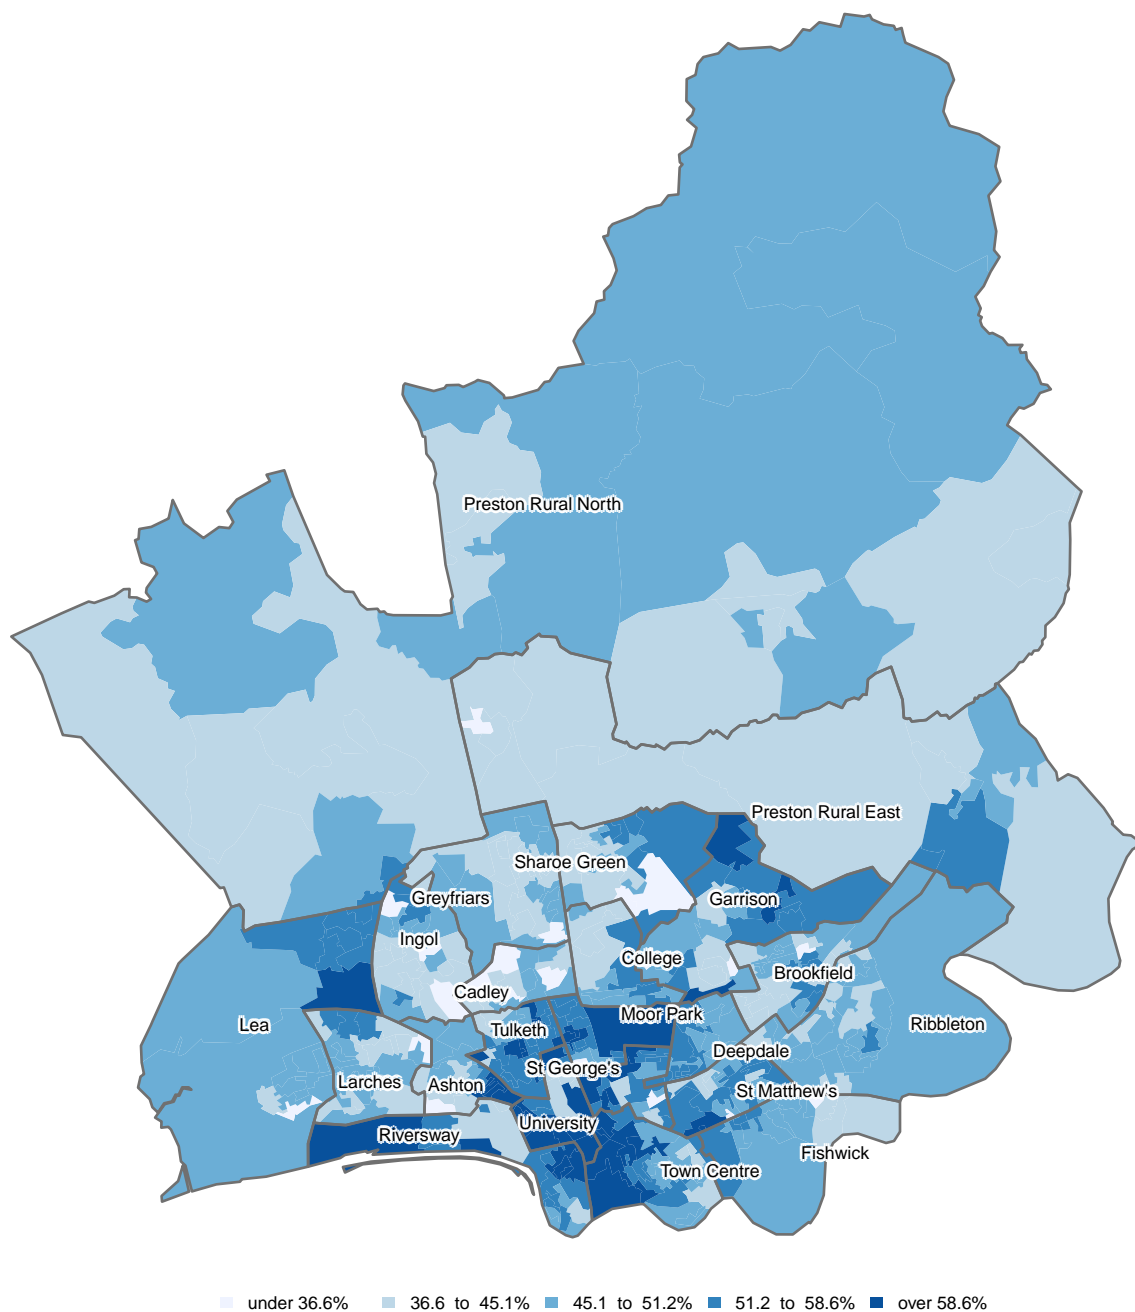 Preston Rural North
Preston Rural East
Sharoe Green
Greyfriars
Garrison
Ingol
College
Brookfield
Cadley
Lea
Tulketh
Moor Park
Ribbleton
Deepdale
St George's
Larches
Ashton
St Matthew's
University
Riversway
Fishwick
Town Centre
under 36.6% 36.6 to 45.1% 45.1 to 51.2% 51.2 to 58.6% over 58.6%